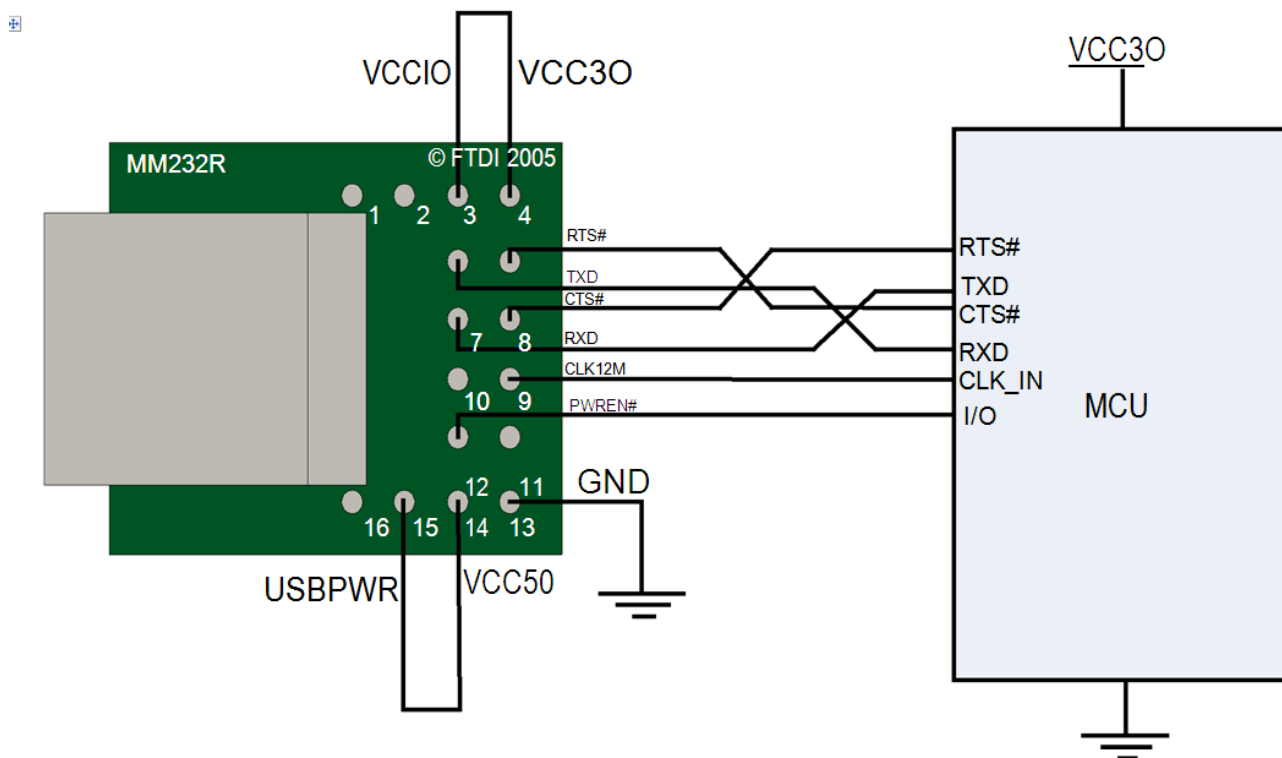 VCC3O
VCCIO VCC3O
MM232R © FTDI 2005
1 2 3 4
RTS#
TXD
CTS#
7 8
RXD
CLK12M
10 9
PWREN#
12 11
GND
16 15 14 13
USBPWR VCC50
RTS#
TXD
CTS#
RXD
CLK_IN
I/O
MCU